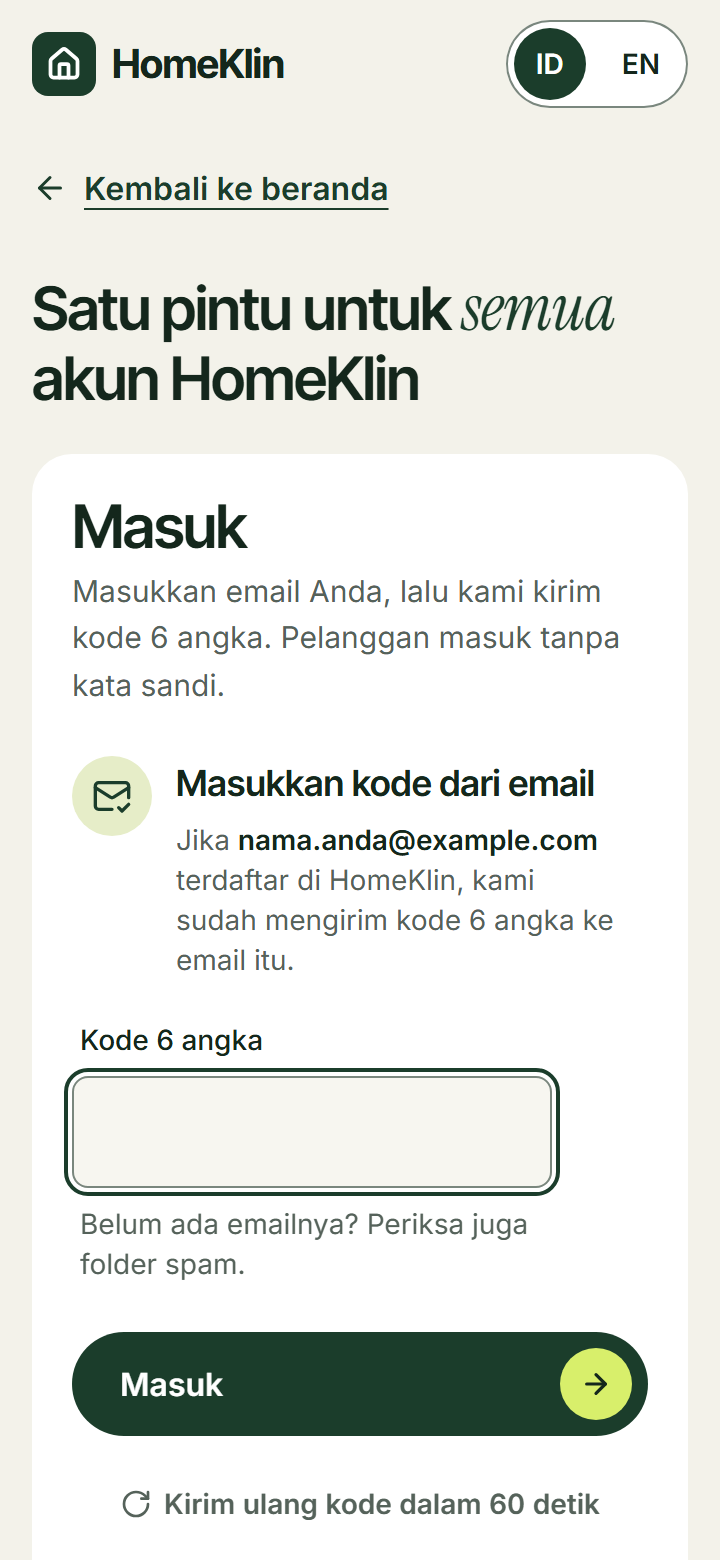 HomeKlin
ID
EN
Kembali ke beranda
Satu pintu untuk semua
akun HomeKlin
Masuk
Masukkan email Anda, lalu kami kirim
kode 6 angka. Pelanggan masuk tanpa
kata sandi.
Masukkan kode dari email
Jika nama.anda@example.com
terdaftar di HomeKlin, kami
sudah mengirim kode 6 angka ke
email itu.
Kode 6 angka
Belum ada emailnya? Periksa juga
folder spam.
Masuk
Kirim ulang kode dalam 60 detik